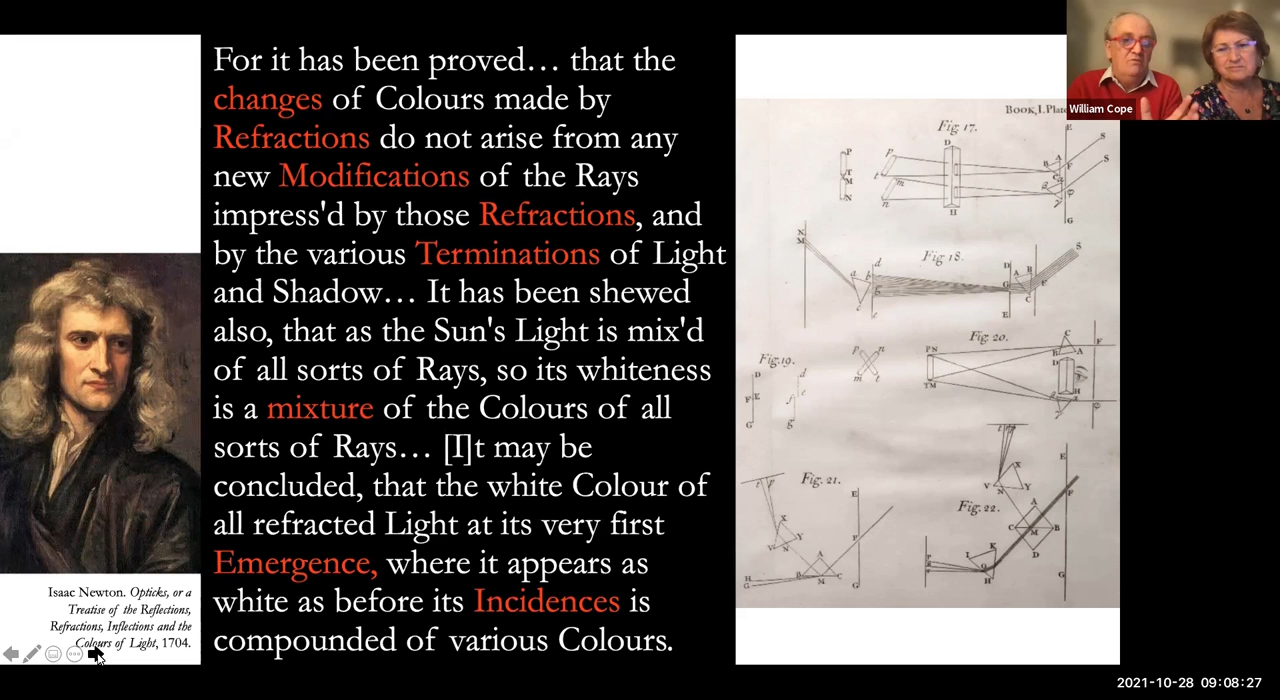 For it has been proved… that the
changes of Colours made by
Refractions do not arise from any
new Modifications of the Rays
impress'd by those Refractions, and
by the various Terminations of Light
and Shadow… It has been shewed
also, that as the Sun's Light is mix'd
of all sorts of Rays, so its whiteness
is a mixture of the Colours of all
sorts of Rays… [I]t may be
concluded, that the white Colour of
all refracted Light at its very first
Emergence, where it appears as
white as before its Incidences is
compounded of various Colours.
Isaac Newton. Opticks, or a
Treatise of the Reflections,
Refractions, Inflections and the
Colours of Light, 1704.
BOOK, I. Plate
Fig. 17.
Fig. 18.
Fig. 19.
Fig. 20.
Fig. 21.
Fig. 22.
William Cope
2021-10-28 09:08:27